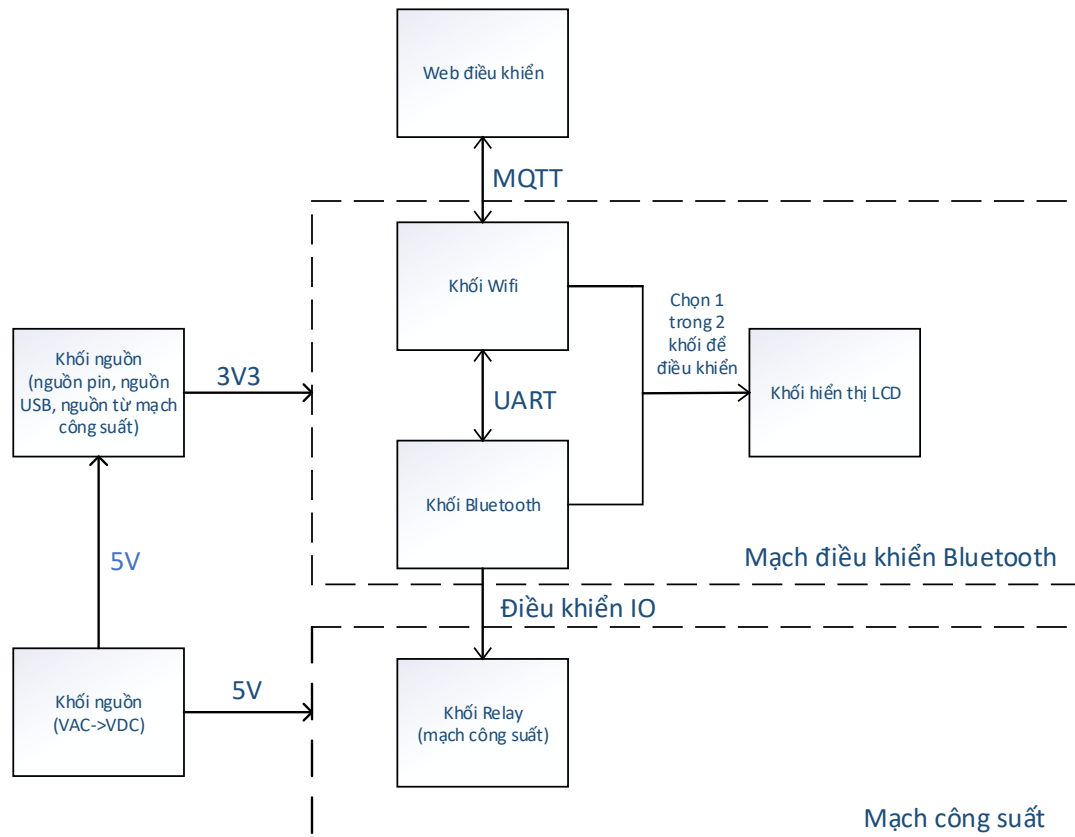 Web điều khiển
MQTT
Khối Wifi
Chọn 1
trong 2
khối để
điều khiển
Khối nguồn
(nguồn pin, nguồn
USB, nguồn từ mạch
công suất)
3V3
UART
Khối hiển thị LCD
Khối Bluetooth
5V
Mạch điều khiển Bluetooth
Điều khiển IO
Khối nguồn
(VAC->VDC)
5V
Khối Relay
(mạch công suất)
Mạch công suất